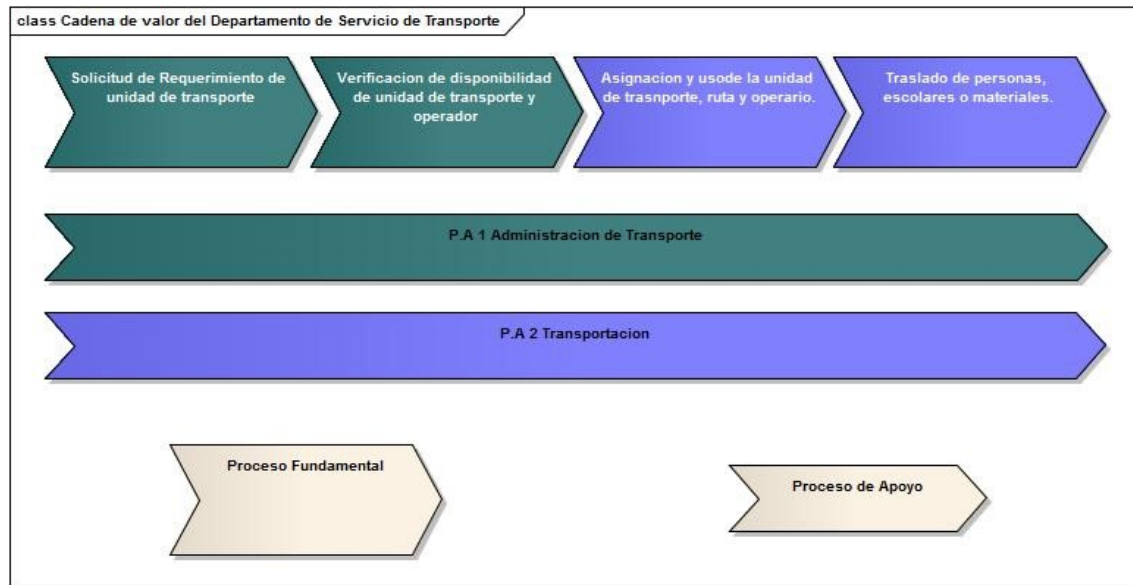 class Cadena de valor del Departamento de Servicio de Transporte
Solicitud de Requerimiento de
unidad de transporte
Verificacion de disponibilidad
de unidad de transporte y
operador
Asignacion y usode la unidad
de trasnporte, ruta y operario.
Traslado de personas,
escolares o materiales.
P.A 1 Administracion de Transporte
P.A 2 Transportacion
Proceso Fundamental
Proceso de Apoyo